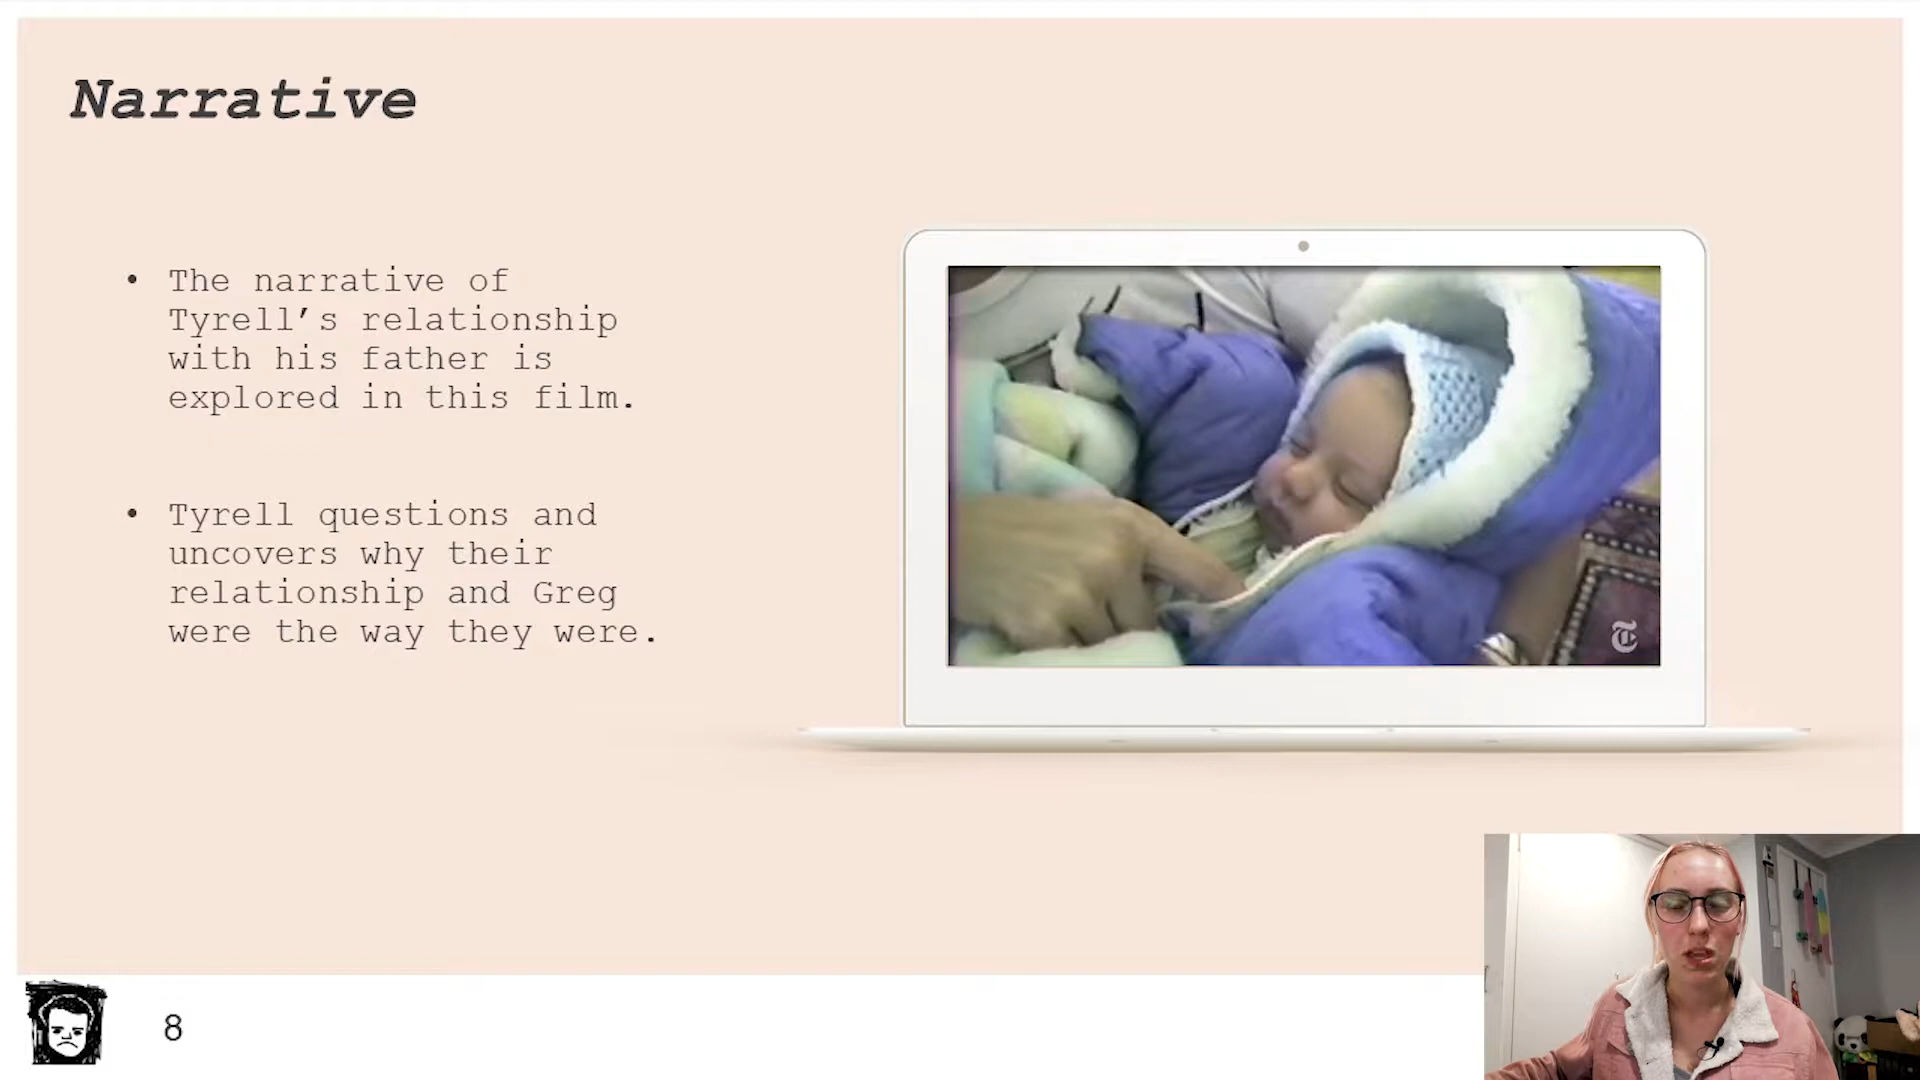 Narrative
• The narrative of
Tyrell’s relationship
with his father is
explored in this film.
• Tyrell questions and
uncovers why their
relationship and Greg
were the way they were.
T
8